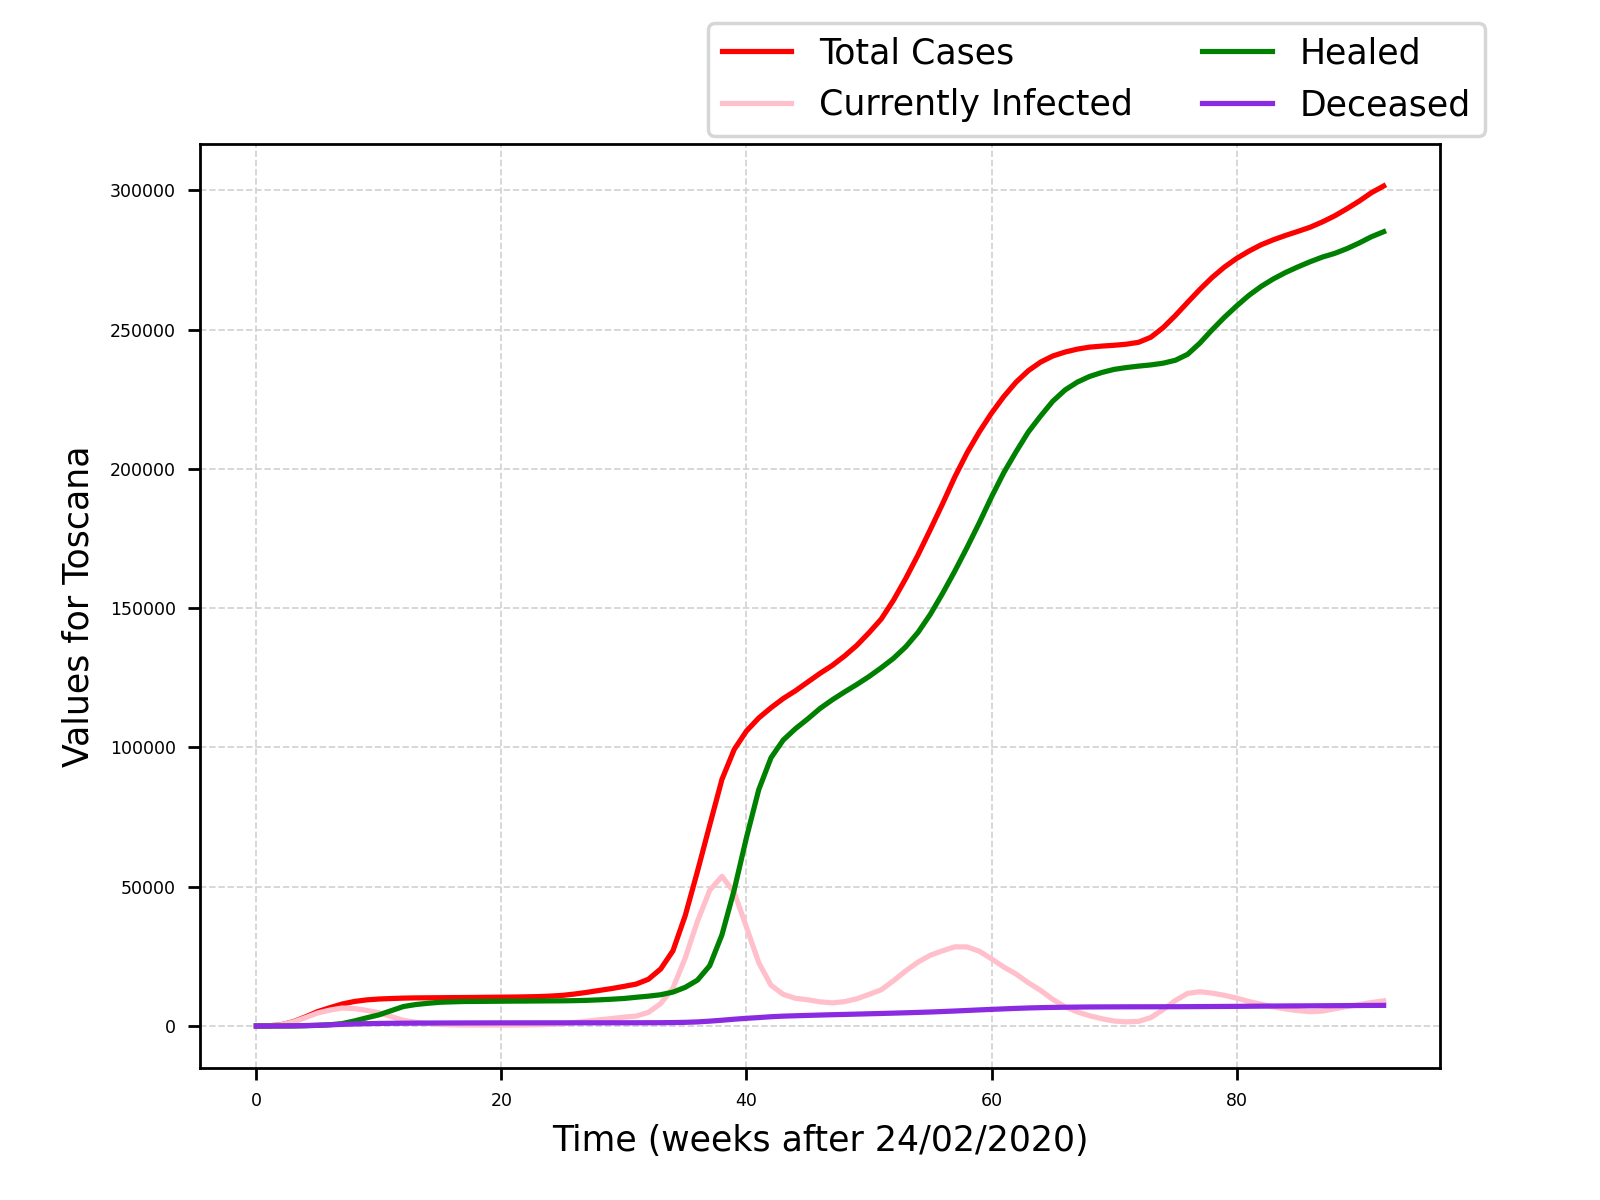 Total Cases
Currently Infected
Healed
Deceased
300000
250000
200000
150000
100000
50000
0
Values for Toscana
0 20 40 60 80
Time (weeks after 24/02/2020)